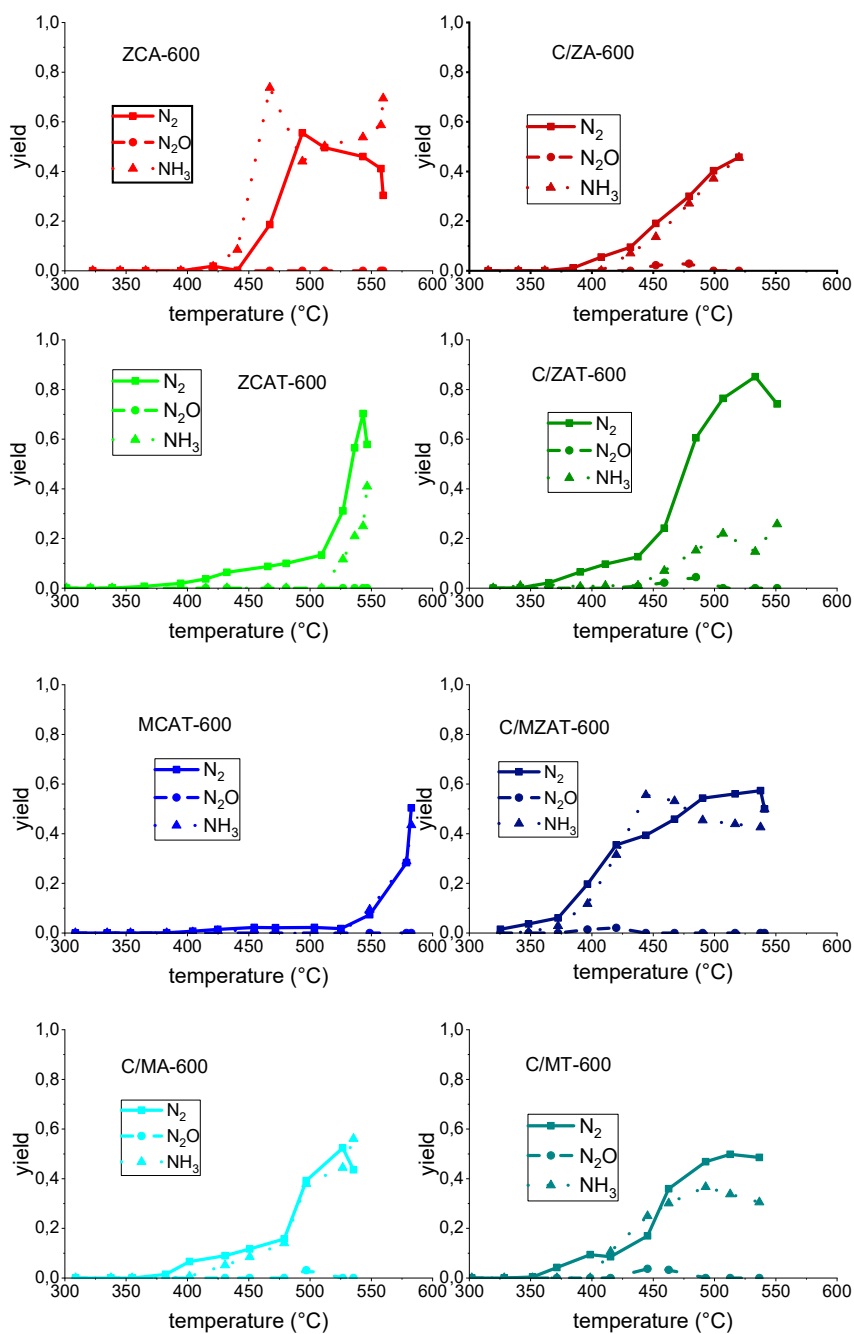 1,0
0,8
0,6
0,4
0,2
0,0
yield
ZCA-600
N2
N2O
NH3
300 350 400 450 500 550 600
temperature (°C)
1,0
0,8
0,6
0,4
0,2
0,0
yield
C/ZA-600
N2
N2O
NH3
300 350 400 450 500 550 600
temperature (°C)
1,0
0,8
0,6
0,4
0,2
0,0
yield
ZCAT-600
N2
N2O
NH3
300 350 400 450 500 550 600
temperature (°C)
1,0
0,8
0,6
0,4
0,2
0,0
yield
C/ZAT-600
N2
N2O
NH3
300 350 400 450 500 550 600
temperature (°C)
1,0
0,8
0,6
0,4
0,2
0,0
yield
MCAT-600
N2
N2O
NH3
300 350 400 450 500 550 600
temperature (°C)
1,0
0,8
0,6
0,4
0,2
0,0
yield
C/MZAT-600
N2
N2O
NH3
300 350 400 450 500 550 600
temperature (°C)
1,0
0,8
0,6
0,4
0,2
0,0
yield
C/MA-600
N2
N2O
NH3
300 350 400 450 500 550 600
temperature (°C)
1,0
0,8
0,6
0,4
0,2
0,0
yield
C/MT-600
N2
N2O
NH3
300 350 400 450 500 550 600
temperature (°C)